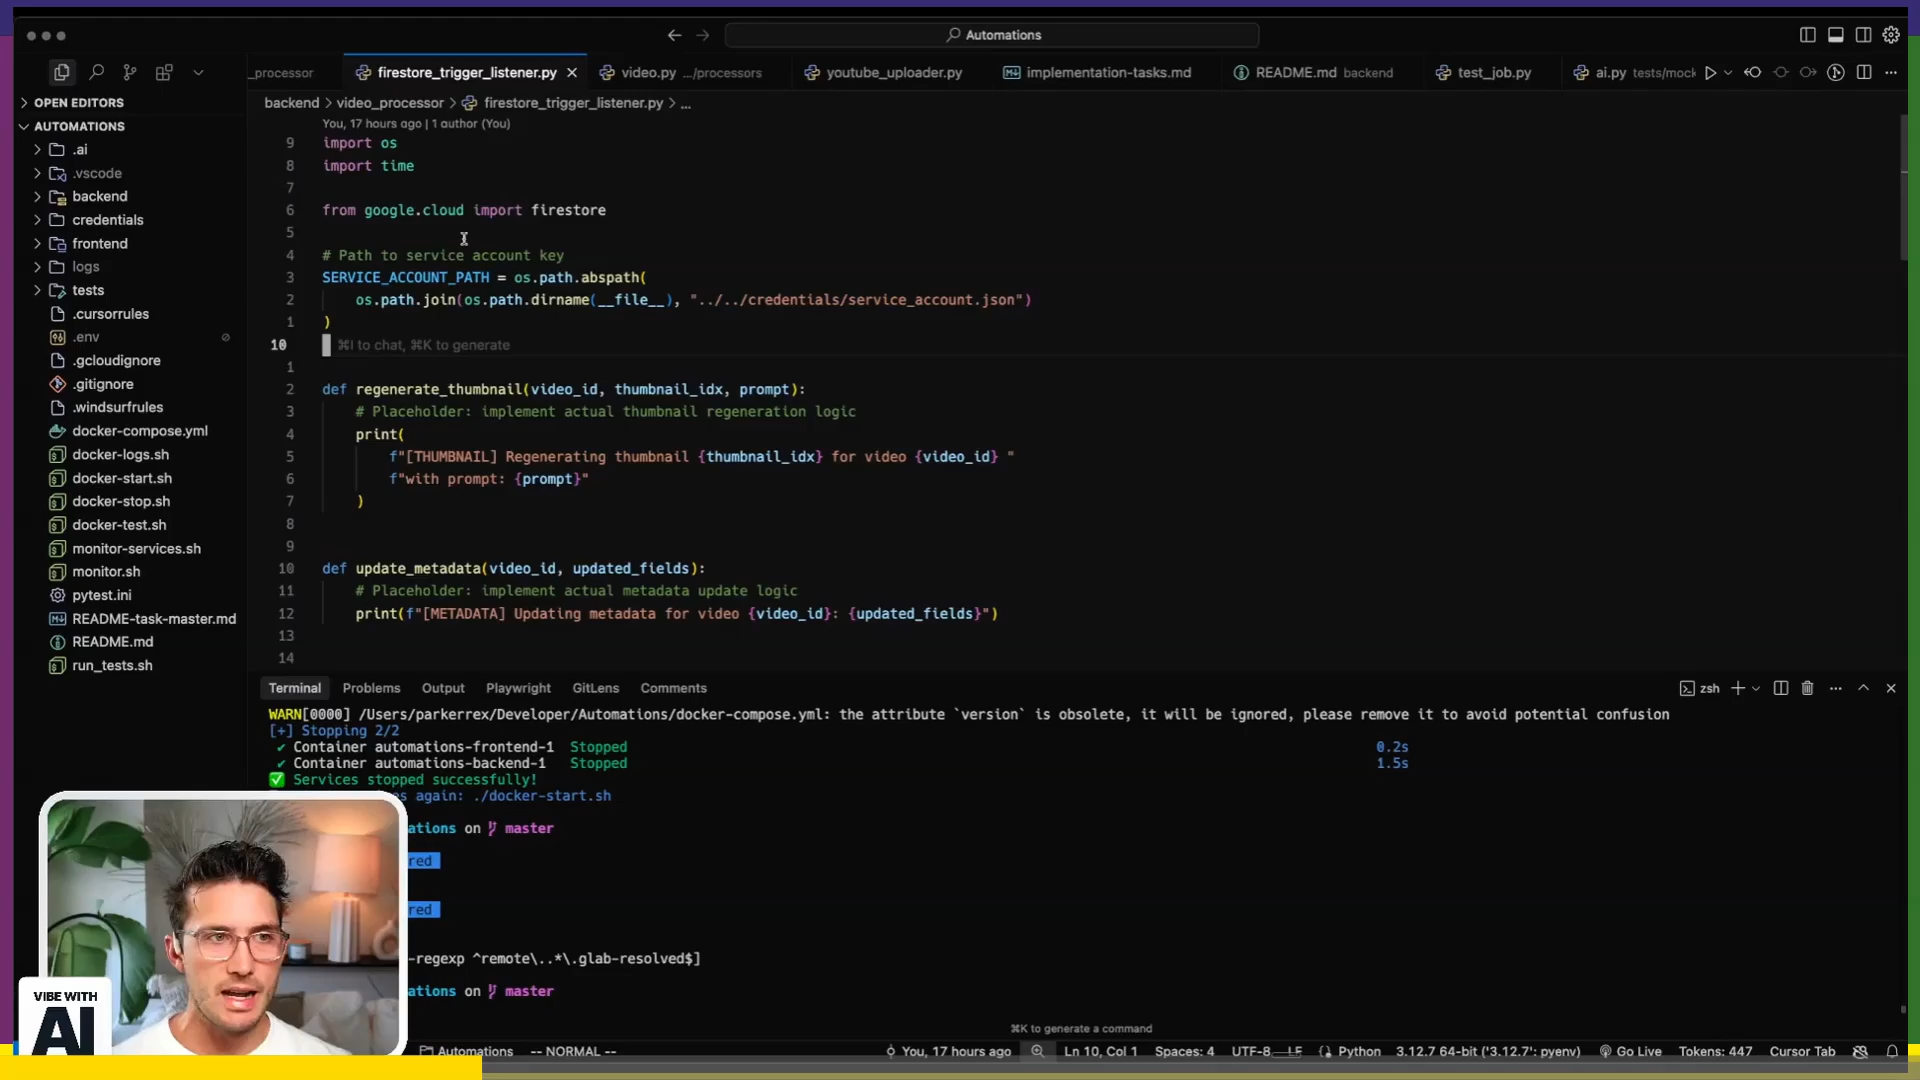 Automations
_processor
firestore_trigger_listener.py
video.py .../processors
youtube_uploader.py
implementation-tasks.md
README.md backend
test_job.py
ai.py tests/mock
OPEN EDITORS
AUTOMATIONS
.ai
.vscode
backend
credentials
frontend
logs
tests
.cursorrules
.env
.gcloudignore
.gitignore
.windsurfrules
docker-compose.yml
docker-logs.sh
docker-start.sh
docker-stop.sh
docker-test.sh
monitor-services.sh
monitor.sh
pytest.ini
README-task-master.md
README.md
run_tests.sh
backend > video_processor > firestore_trigger_listener.py > ...
You, 17 hours ago | 1 author (You)
9 import os
8 import time
7
6 from google.cloud import firestore
5
4 # Path to service account key
3 SERVICE_ACCOUNT_PATH = os.path.abspath(
2 os.path.join(os.path.dirname(__file__), "../../credentials/service_account.json")
1 )
10 ⌘I to chat, ⌘K to generate
1
2 def regenerate_thumbnail(video_id, thumbnail_idx, prompt):
3 # Placeholder: implement actual thumbnail regeneration logic
4 print(
5 f"[THUMBNAIL] Regenerating thumbnail {thumbnail_idx} for video {video_id} "
6 f"with prompt: {prompt}"
7 )
8
9
10 def update_metadata(video_id, updated_fields):
11 # Placeholder: implement actual metadata update logic
12 print(f"[METADATA] Updating metadata for video {video_id}: {updated_fields}")
13
14
Terminal Problems Output Playwright GitLens Comments
zsh
WARN[0000] /Users/parkerrex/Developer/Automations/docker-compose.yml: the attribute `version` is obsolete, it will be ignored, please remove it to avoid potential confusion
[+] Stopping 2/2
✔ Container automations-frontend-1 Stopped 0.2s
✔ Container automations-backend-1 Stopped 1.5s
✅ Services stopped successfully!
es again: ./docker-start.sh
ations on master
red
red
-regexp ^remote\..*\.glab-resolved$]
ations on master
⌘K to generate a command
VIBE WITH
AI
Automations -- NORMAL --
You, 17 hours ago
Ln 10, Col 1
Spaces: 4
UTF-8
LF
Python
3.12.7 64-bit ('3.12.7': pyenv)
Go Live
Tokens: 447
Cursor Tab